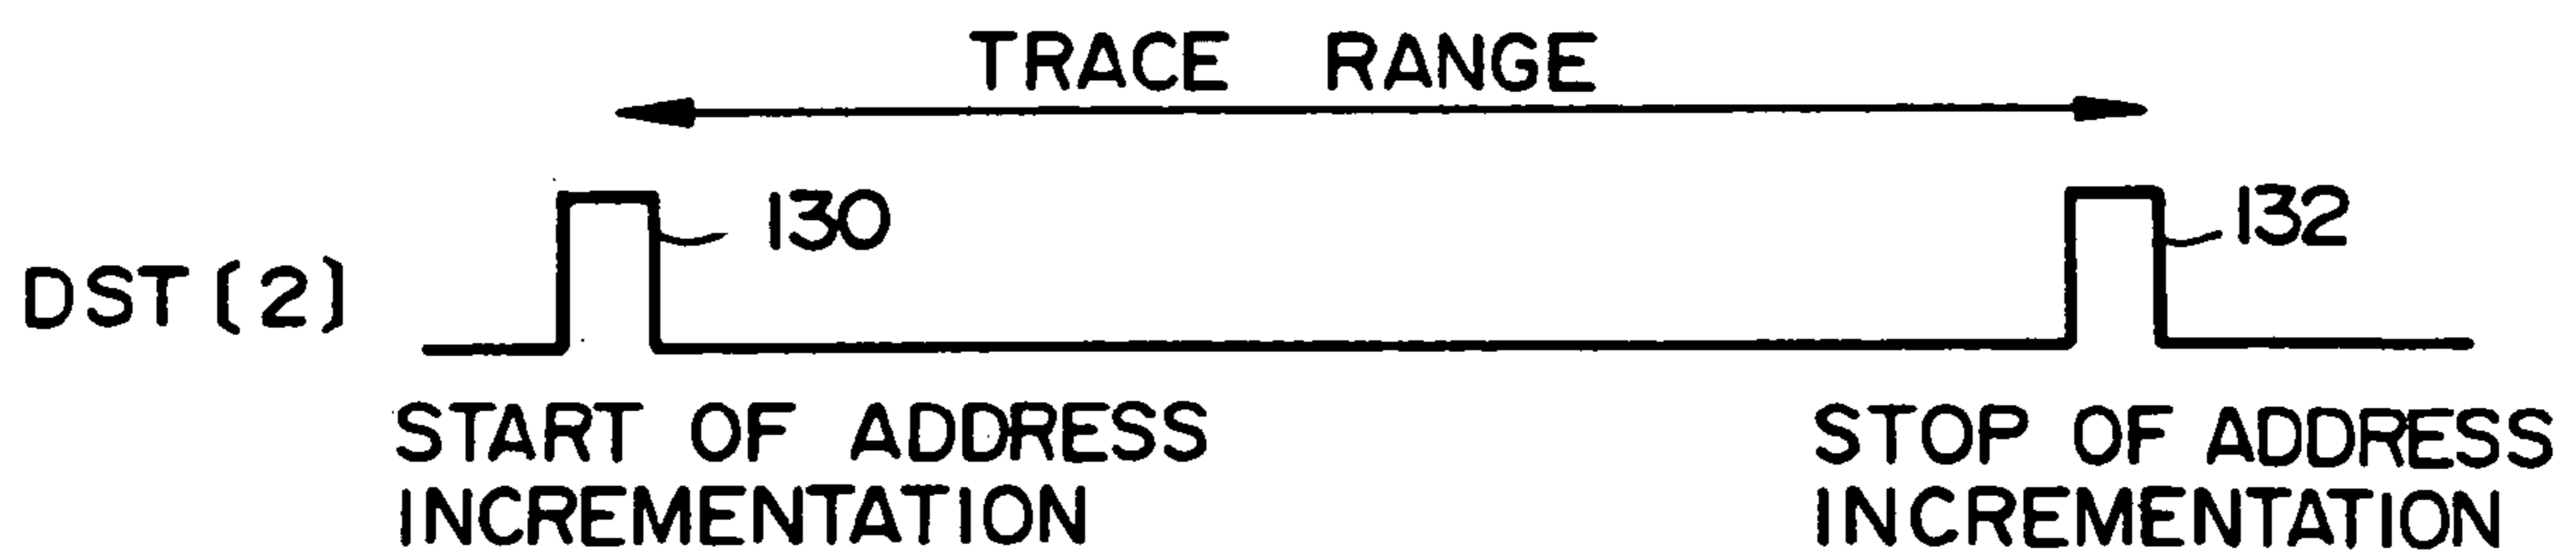 TRACE RANGE
130
132
DST(2)
START OF ADDRESS
INCREMENTATION
STOP OF ADDRESS
INCREMENTATION